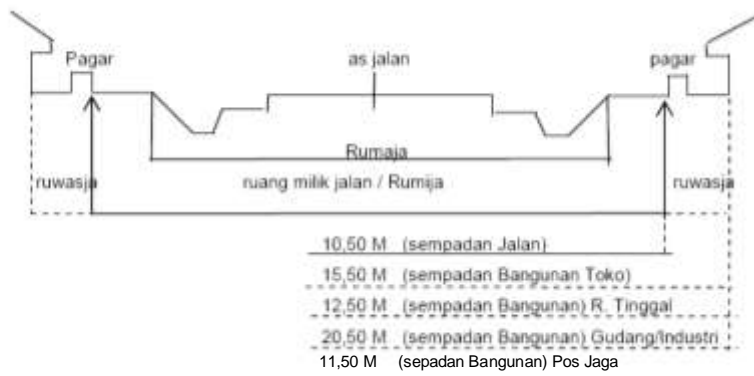 Pagar as jalan pagar
Rumaja
ruwasja ruang milik jalan / Rumija ruwasja
10,50 M (sempadan Jalan)
15,50 M (sempadan Bangunan Toko)
12,50 M (sempadan Bangunan) R. Tinggal
20,50 M (sempadan Bangunan) Gudang/Industri
11,50 M (sepadan Bangunan) Pos Jaga